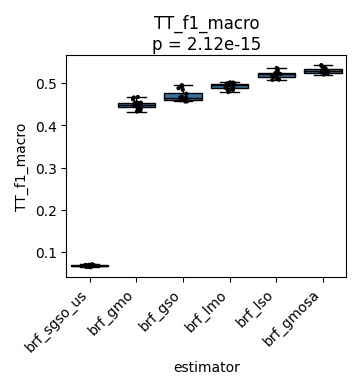 TT_f1_macro
p = 2.12e-15
TT_f1_macro
0.5
0.4
0.3
0.2
0.1
brf_sgso_us
brf_gmo
brf_gso
brf_lmo
brf_lso
brf_gmosa
estimator